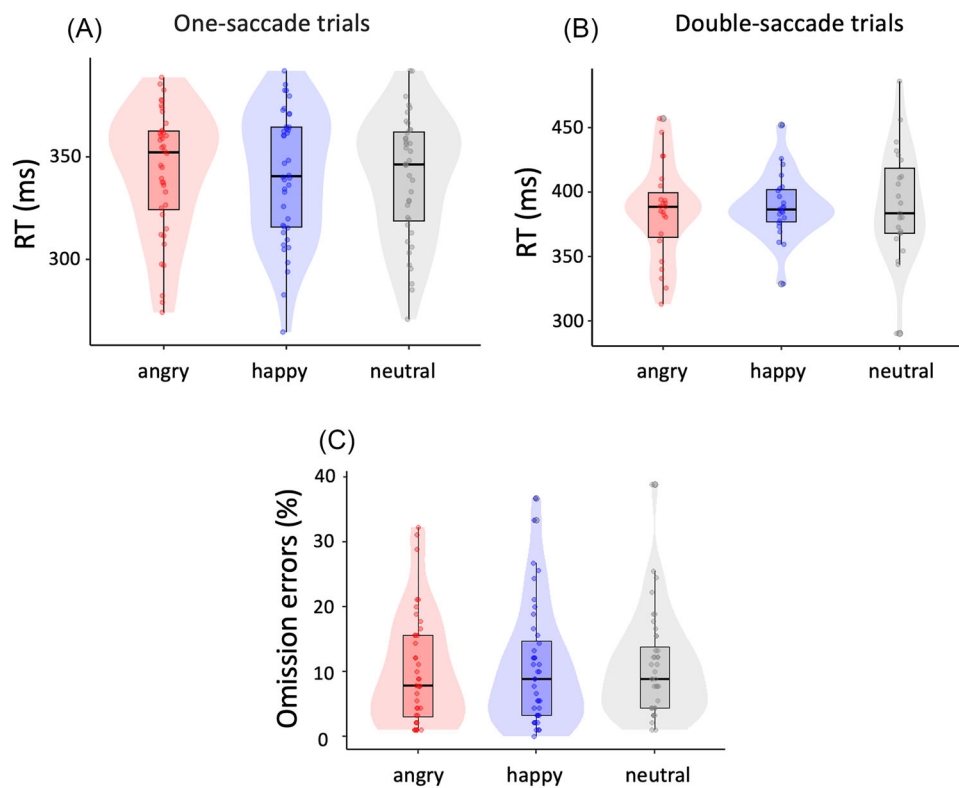 (A) One-saccade trials
RT (ms)
350
300
angry happy neutral
(B) Double-saccade trials
RT (ms)
450
400
350
300
angry happy neutral
(C)
Omission errors (%)
40
30
20
10
0
angry happy neutral